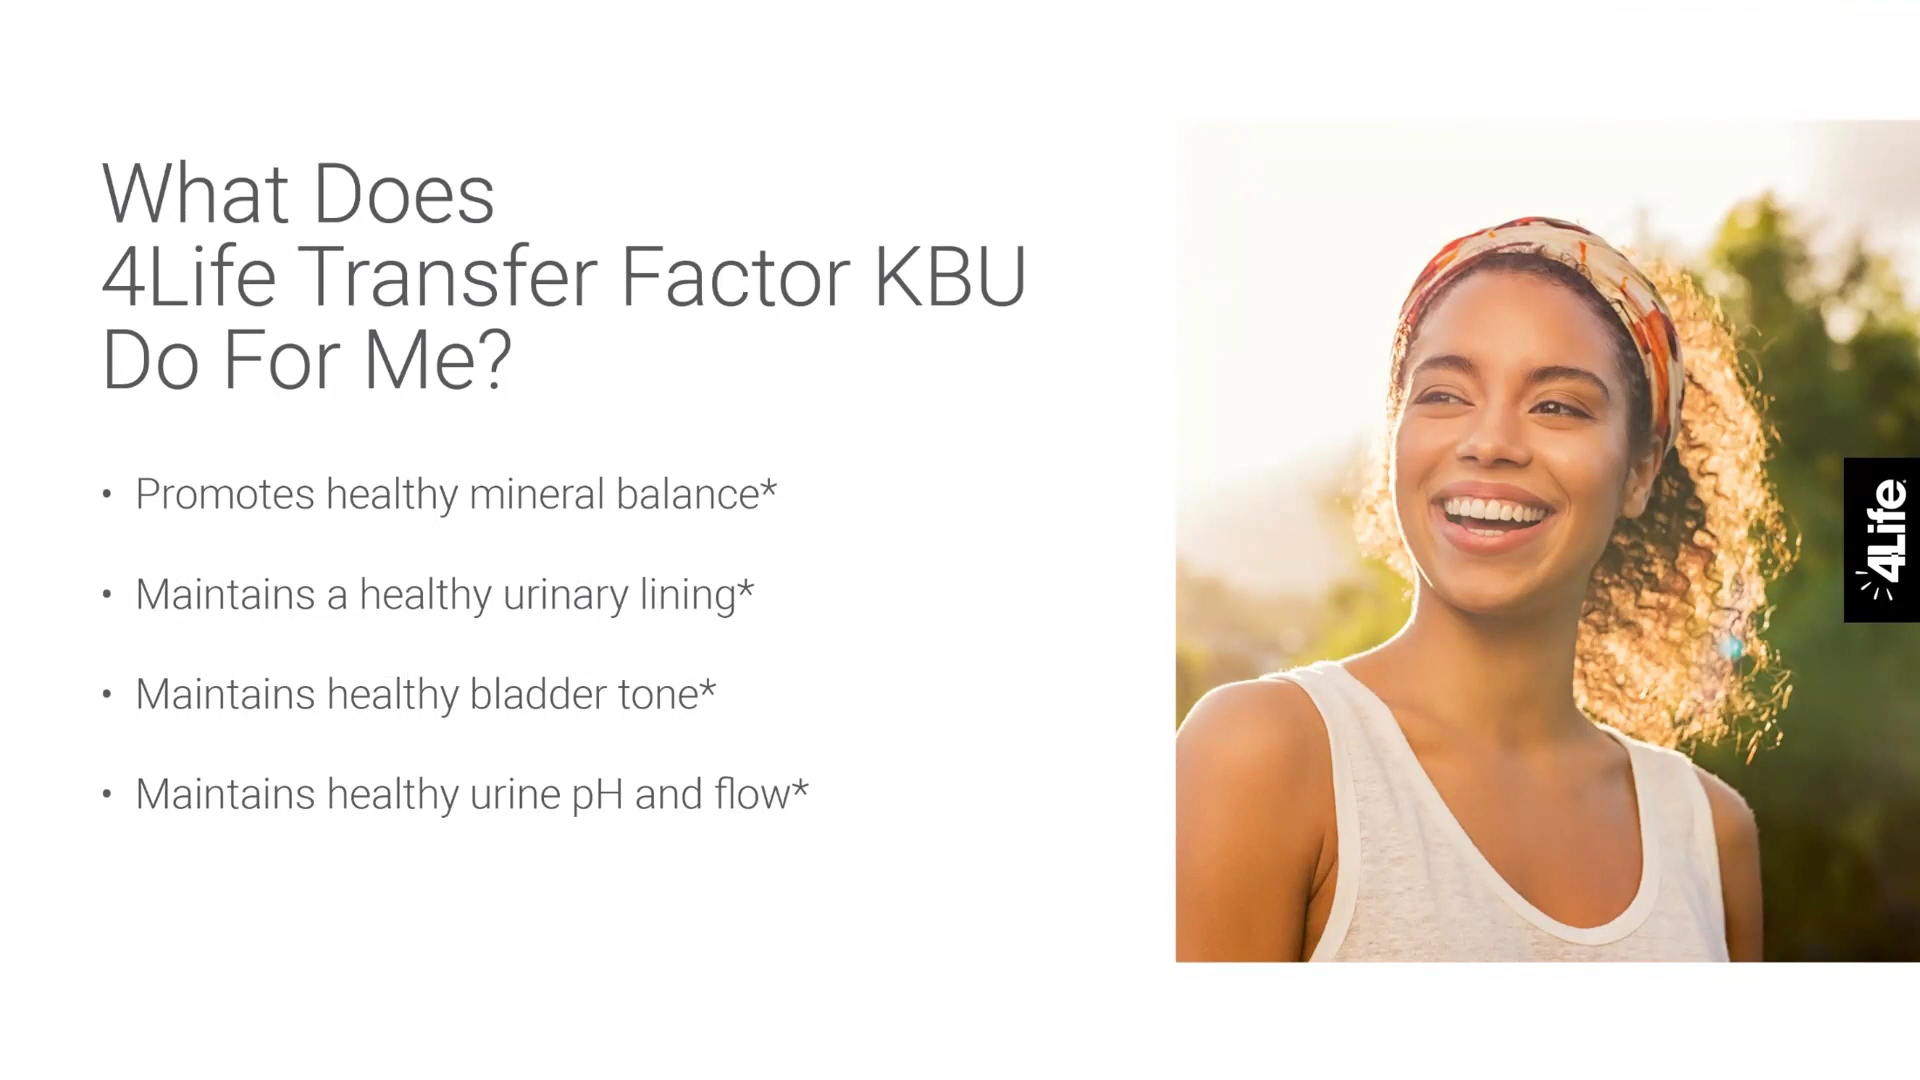 What Does
4Life Transfer Factor KBU
Do For Me?
• Promotes healthy mineral balance*
• Maintains a healthy urinary lining*
• Maintains healthy bladder tone*
• Maintains healthy urine pH and flow*
4Life